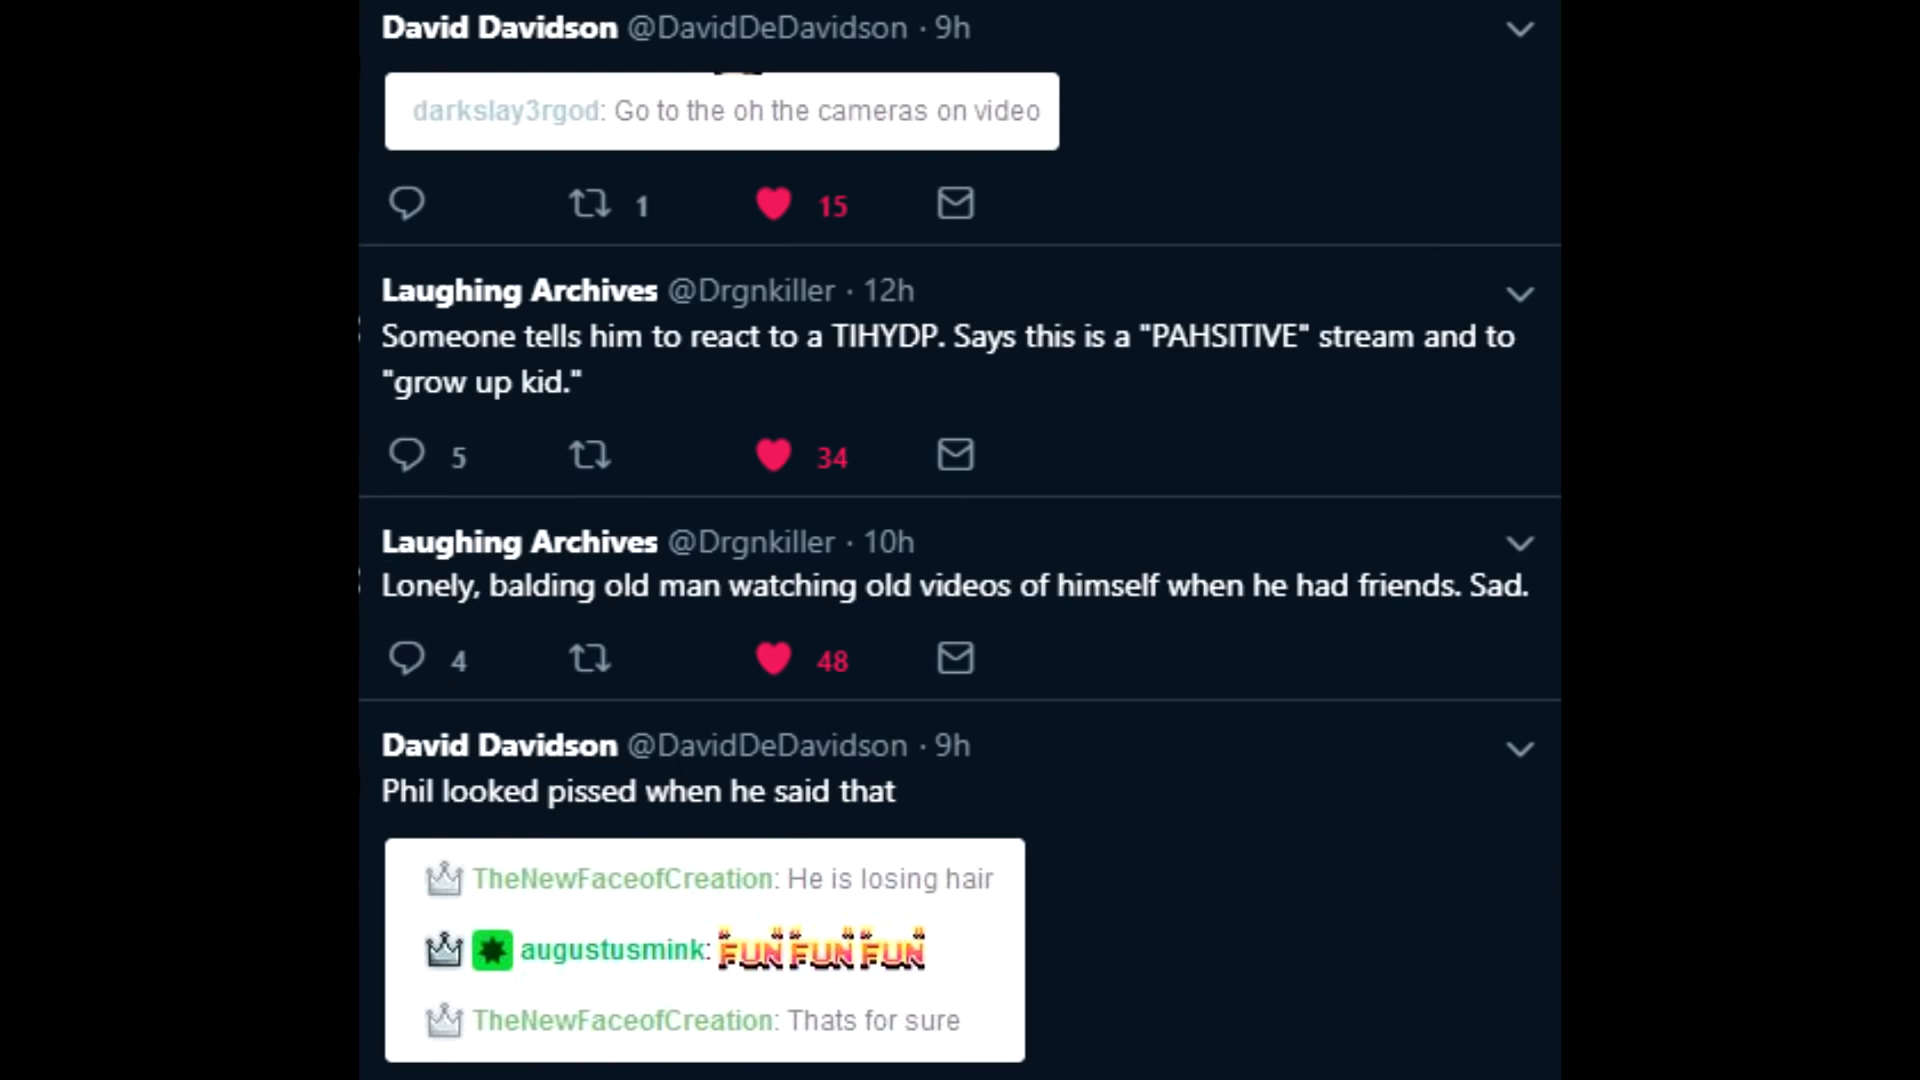 David Davidson @DavidDeDavidson · 9h
darkslay3rgod: Go to the oh the cameras on video
1 15
Laughing Archives @Drgnkiller · 12h
Someone tells him to react to a TIHYDP. Says this is a "PAHSITIVE" stream and to
"grow up kid."
5 34
Laughing Archives @Drgnkiller · 10h
Lonely, balding old man watching old videos of himself when he had friends. Sad.
4 48
David Davidson @DavidDeDavidson · 9h
Phil looked pissed when he said that
TheNewFaceofCreation: He is losing hair
augustusmink: FUN FUN FUN
TheNewFaceofCreation: Thats for sure